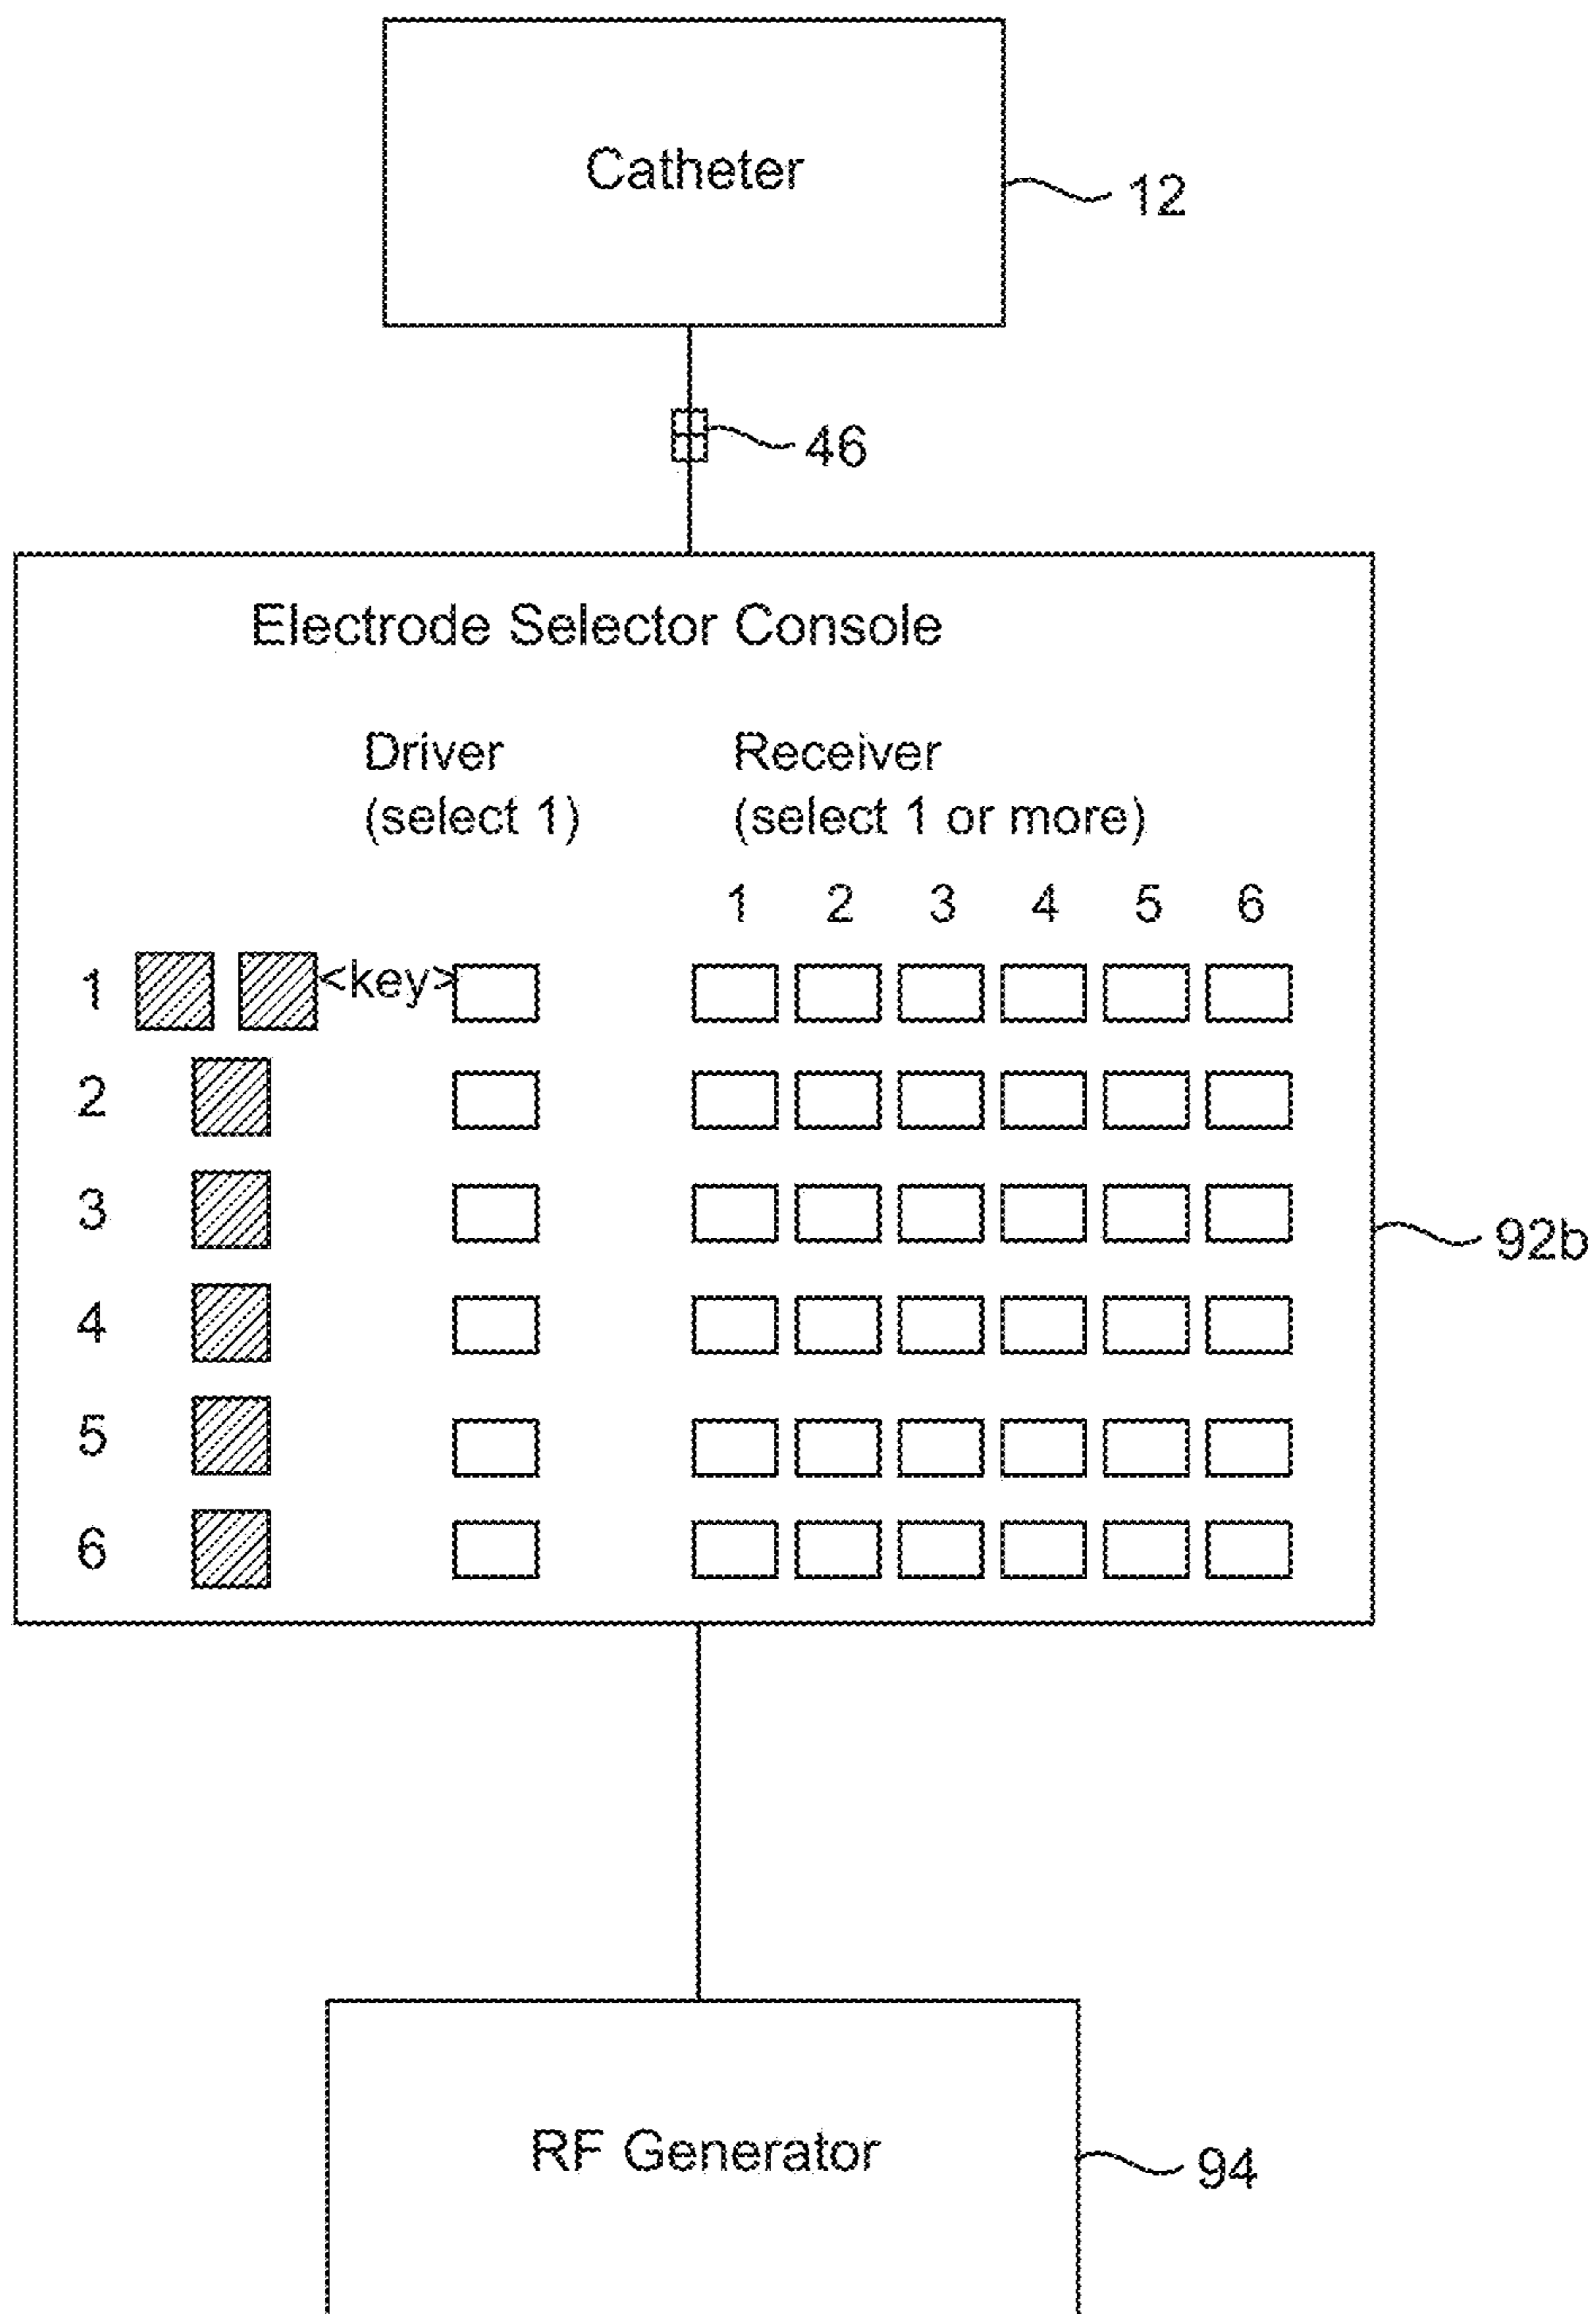 Catheter
12
46
Electrode Selector Console
Driver Receiver
(select 1) (select 1 or more)
1 2 3 4 5 6
1 <key>
2
3
92b
4
5
6
RF Generator
94